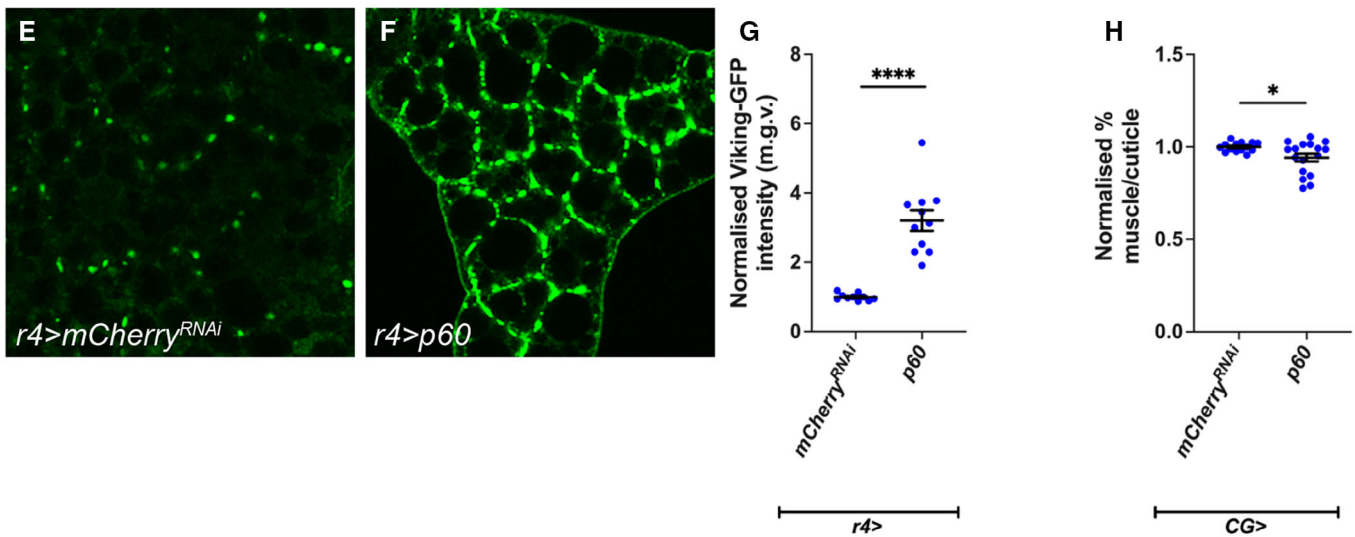 E
r4>mCherryRNAi
F
r4>p60
G
Normalised Viking-GFP
intensity (m.g.v.)
8
6
4
2
0
****
mCherryRNAi
p60
r4>
H
Normalised %
muscle/cuticle
1.5
1.0
0.5
0.0
*
mCherryRNAi
p60
CG>